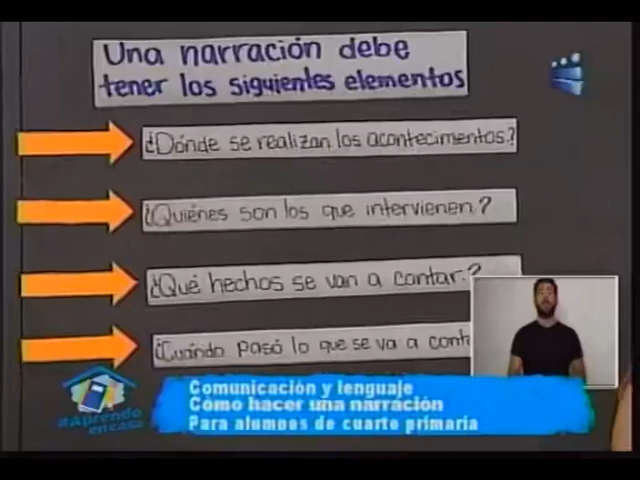 Una narración debe
tener los siguientes elementos
¿Dónde se realizan los acontecimentos?
¿Quiénes son los que intervienen?
¿Qué hechos se van a contar?
¿Cuándo pasó lo que se va a cont
Comunicación y lenguaje
Cómo hacer una narración
Para alumnos de cuarto primaria
#Aprendo
en casa